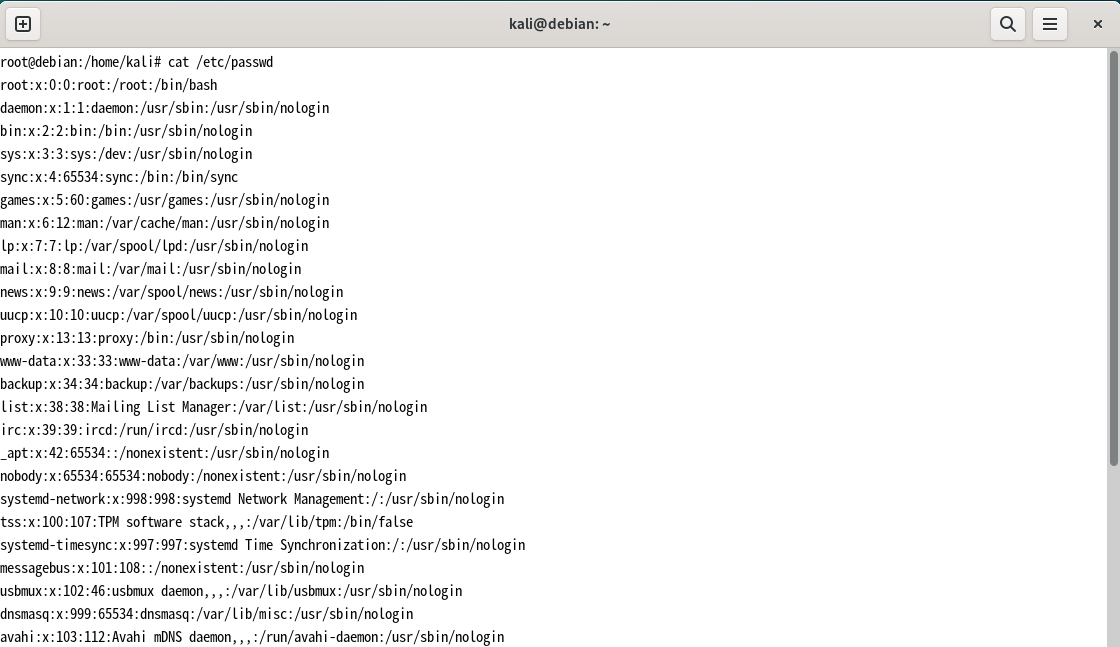 kali@debian: ~
root@debian:/home/kali# cat /etc/passwd
root:x:0:0:root:/root:/bin/bash
daemon:x:1:1:daemon:/usr/sbin:/usr/sbin/nologin
bin:x:2:2:bin:/bin:/usr/sbin/nologin
sys:x:3:3:sys:/dev:/usr/sbin/nologin
sync:x:4:65534:sync:/bin:/bin/sync
games:x:5:60:games:/usr/games:/usr/sbin/nologin
man:x:6:12:man:/var/cache/man:/usr/sbin/nologin
lp:x:7:7:lp:/var/spool/lpd:/usr/sbin/nologin
mail:x:8:8:mail:/var/mail:/usr/sbin/nologin
news:x:9:9:news:/var/spool/news:/usr/sbin/nologin
uucp:x:10:10:uucp:/var/spool/uucp:/usr/sbin/nologin
proxy:x:13:13:proxy:/bin:/usr/sbin/nologin
www-data:x:33:33:www-data:/var/www:/usr/sbin/nologin
backup:x:34:34:backup:/var/backups:/usr/sbin/nologin
list:x:38:38:Mailing List Manager:/var/list:/usr/sbin/nologin
irc:x:39:39:ircd:/run/ircd:/usr/sbin/nologin
_apt:x:42:65534::/nonexistent:/usr/sbin/nologin
nobody:x:65534:65534:nobody:/nonexistent:/usr/sbin/nologin
systemd-network:x:998:998:systemd Network Management:/:/usr/sbin/nologin
tss:x:100:107:TPM software stack,,,:/var/lib/tpm:/bin/false
systemd-timesync:x:997:997:systemd Time Synchronization:/:/usr/sbin/nologin
messagebus:x:101:108::/nonexistent:/usr/sbin/nologin
usbmux:x:102:46:usbmux daemon,,,:/var/lib/usbmux:/usr/sbin/nologin
dnsmasq:x:999:65534:dnsmasq:/var/lib/misc:/usr/sbin/nologin
avahi:x:103:112:Avahi mDNS daemon,,,:/run/avahi-daemon:/usr/sbin/nologin